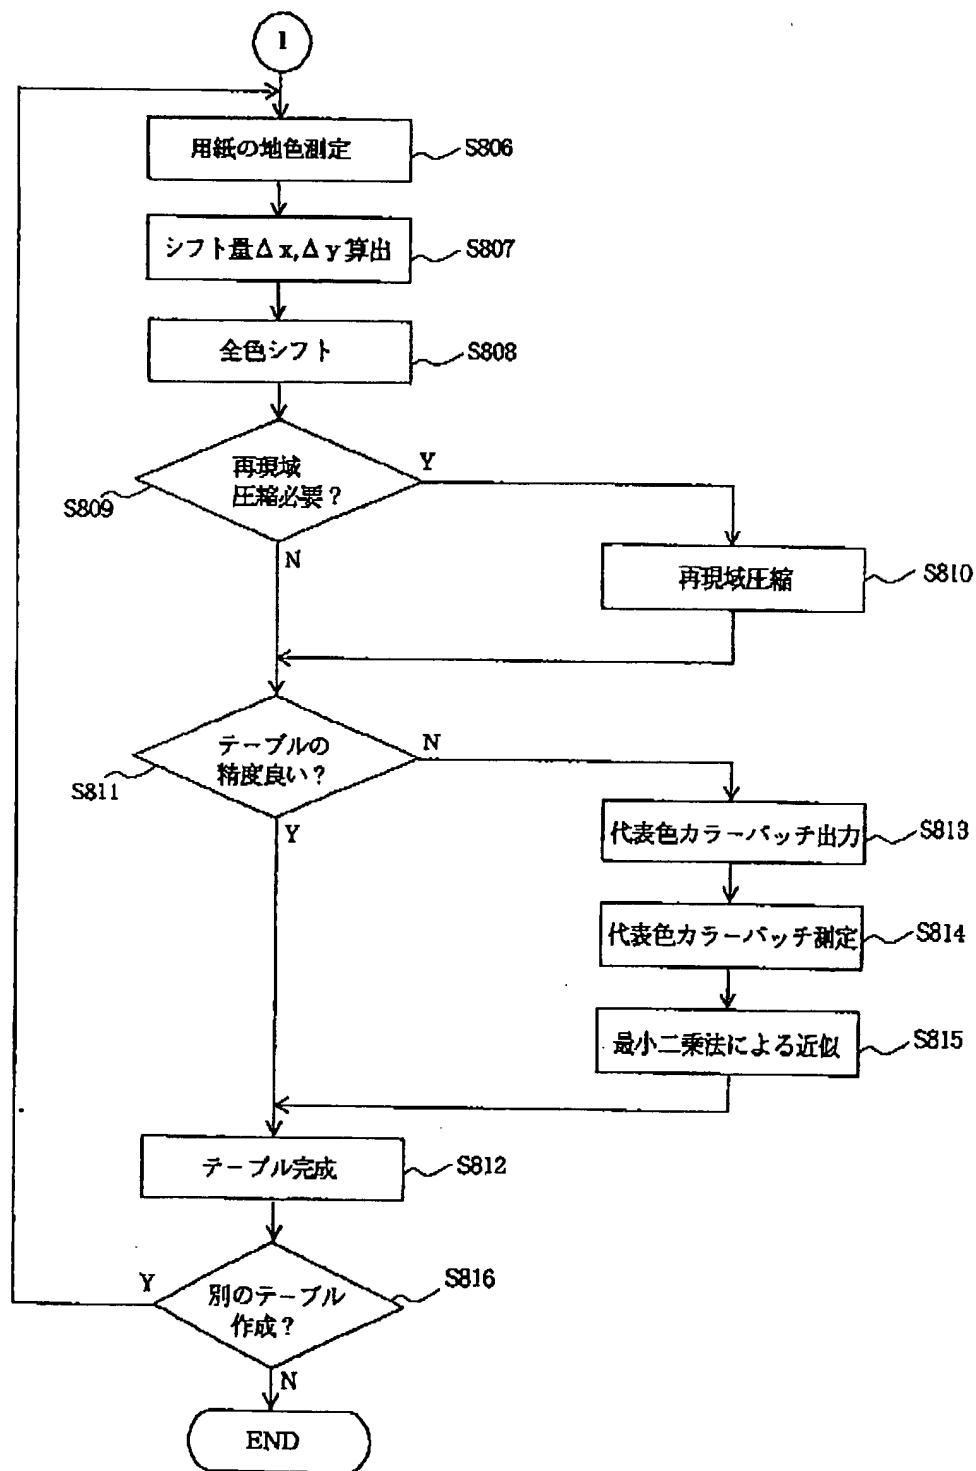 1
用紙の地色測定
S806
シフト量Δx,Δy算出
S807
全色シフト
S808
再現域
圧縮必要？
S809
Y
N
再現域圧縮
S810
テーブルの
精度良い？
S811
N
Y
代表色カラーパッチ出力
S813
代表色カラーパッチ測定
S814
最小二乗法による近似
S815
テーブル完成
S812
別のテーブル
作成？
S816
Y
N
END